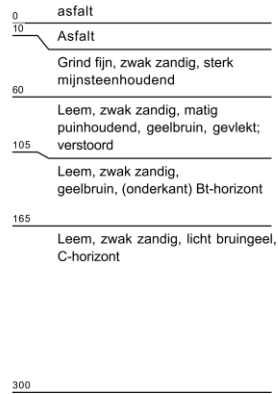 asfalt
0
10
Asfalt
Grind fijn, zwak zandig, sterk
mijnsteenhoudend
60
Leem, zwak zandig, matig
puinhoudend, geelbruin, gevlekt;
105
verstoord
Leem, zwak zandig,
geelbruin, (onderkant) Bt-horizont
165
Leem, zwak zandig, licht bruingeel,
C-horizont
300